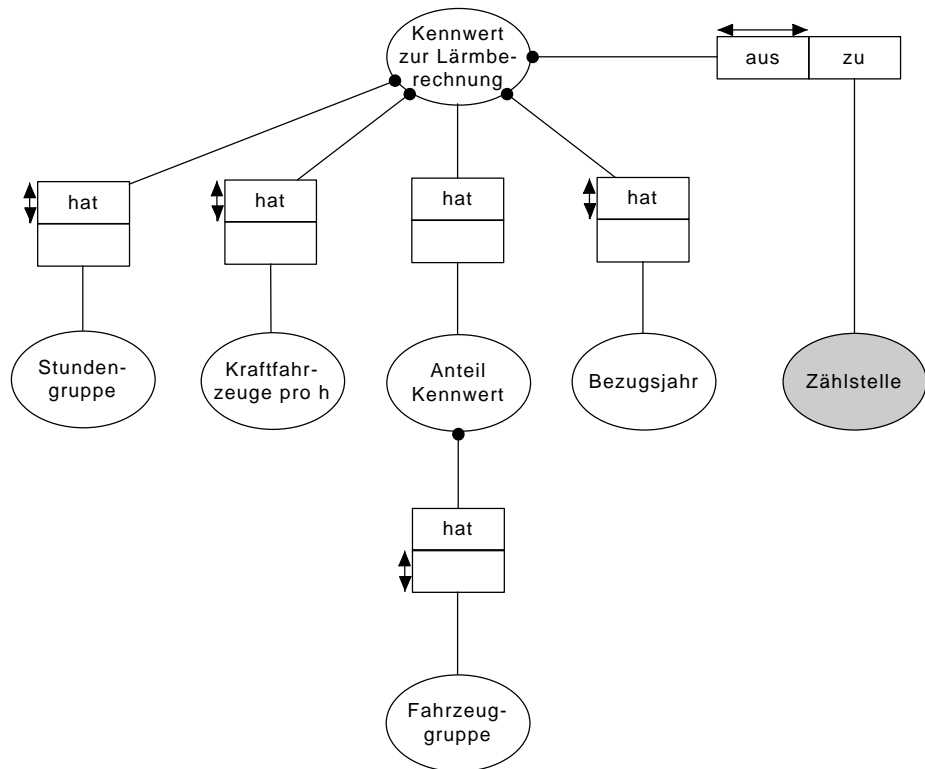 Kennwert
zur Lärmbe-
rechnung
aus zu
hat hat hat hat
Stunden-
gruppe
Kraftfahr-
zeuge pro h
Anteil
Kennwert
Bezugsjahr
Zählstelle
hat
Fahrzeug-
gruppe